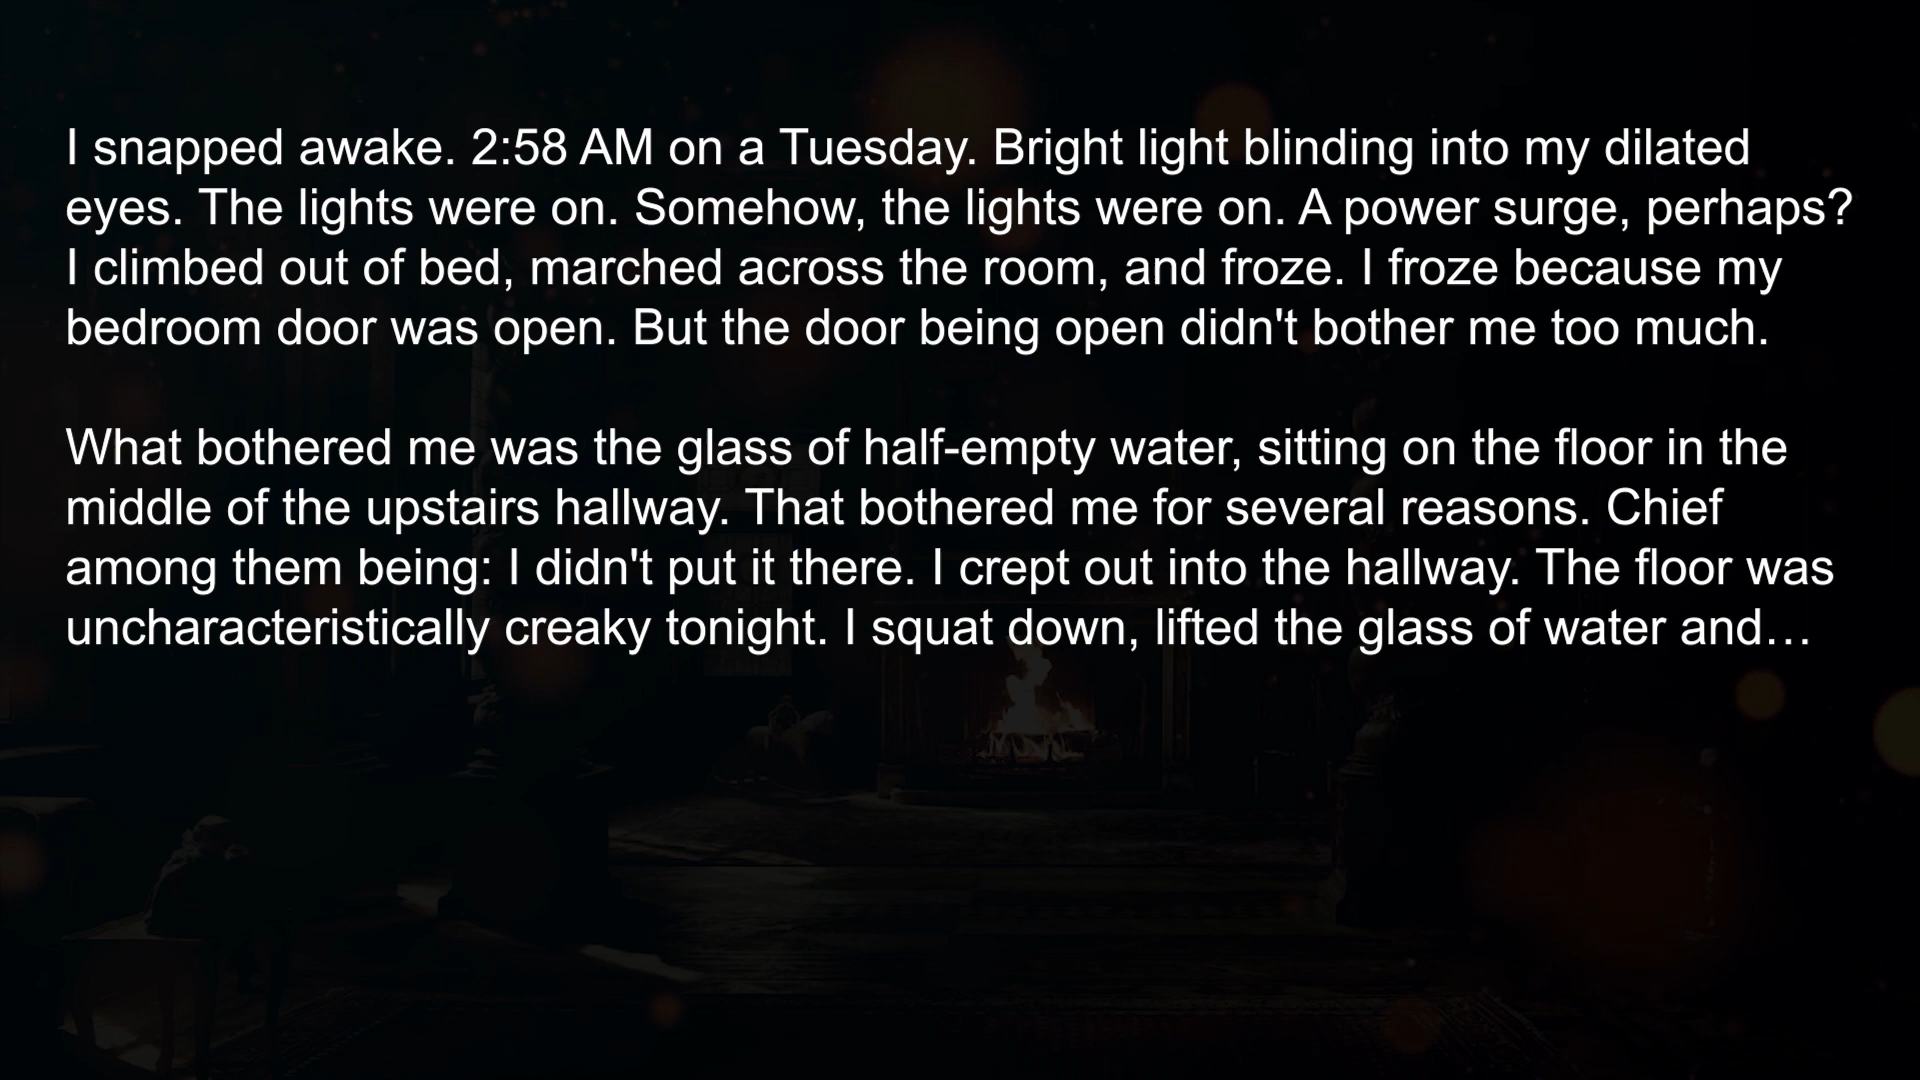 I snapped awake. 2:58 AM on a Tuesday. Bright light blinding into my dilated
eyes. The lights were on. Somehow, the lights were on. A power surge, perhaps?
I climbed out of bed, marched across the room, and froze. I froze because my
bedroom door was open. But the door being open didn't bother me too much.
What bothered me was the glass of half-empty water, sitting on the floor in the
middle of the upstairs hallway. That bothered me for several reasons. Chief
among them being: I didn't put it there. I crept out into the hallway. The floor was
uncharacteristically creaky tonight. I squat down, lifted the glass of water and…